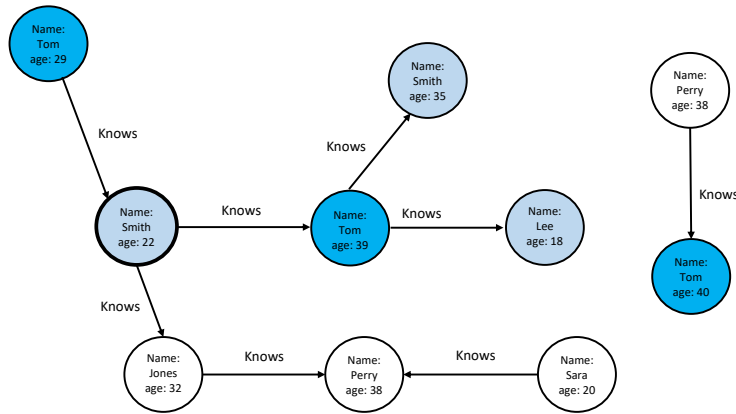 Name:
Tom
age: 29
Name:
Smith
age: 35
Name:
Perry
age: 38
Knows
Knows
Knows
Name:
Smith
age: 22
Knows
Name:
Tom
age: 39
Knows
Name:
Lee
age: 18
Name:
Tom
age: 40
Knows
Name:
Jones
age: 32
Knows
Name:
Perry
age: 38
Knows
Name:
Sara
age: 20